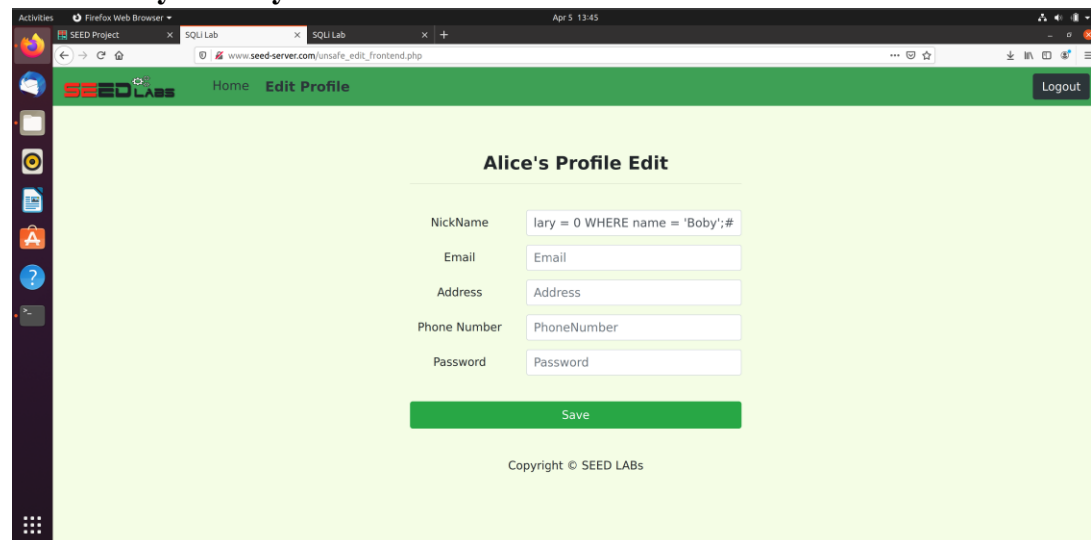 Activities Firefox Web Browser Apr 5 13:45
SEED Project SQLi Lab SQLi Lab
www.seed-server.com/unsafe_edit_frontend.php
SEED LABS Home Edit Profile Logout
Alice's Profile Edit
NickName lary = 0 WHERE name = 'Boby';#
Email Email
Address Address
Phone Number PhoneNumber
Password Password
Save
Copyright © SEED LABs